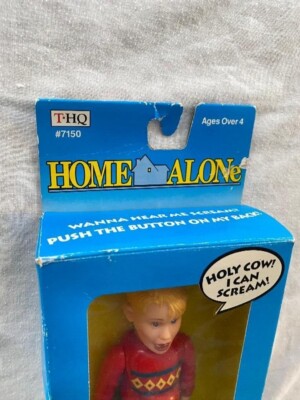 T·HQ
#7150
Ages Over 4
HOME ALONe
WANNA HEAR ME SCREAM?
PUSH THE BUTTON ON MY BACK!
HOLY COW!
I CAN
SCREAM!